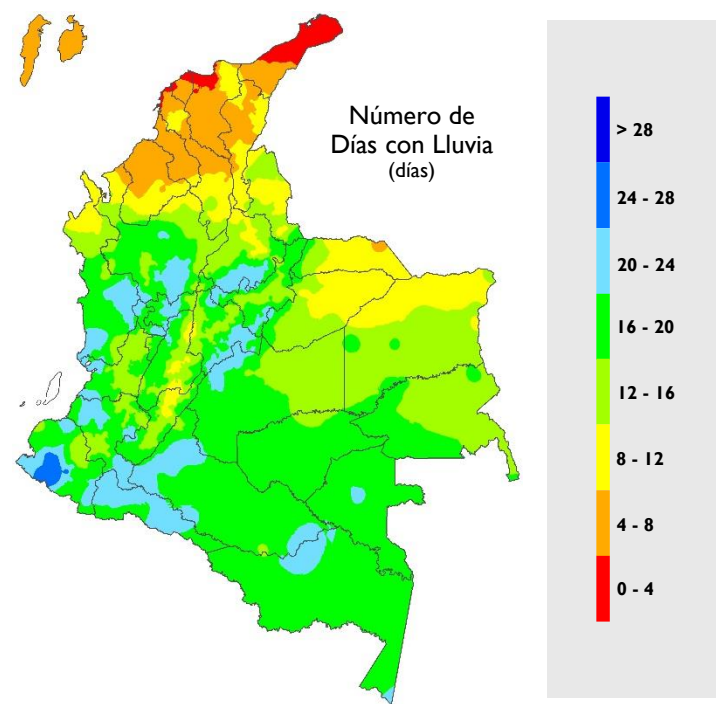 Número de
Días con Lluvia
(días)
> 28
24 - 28
20 - 24
16 - 20
12 - 16
8 - 12
4 - 8
0 - 4